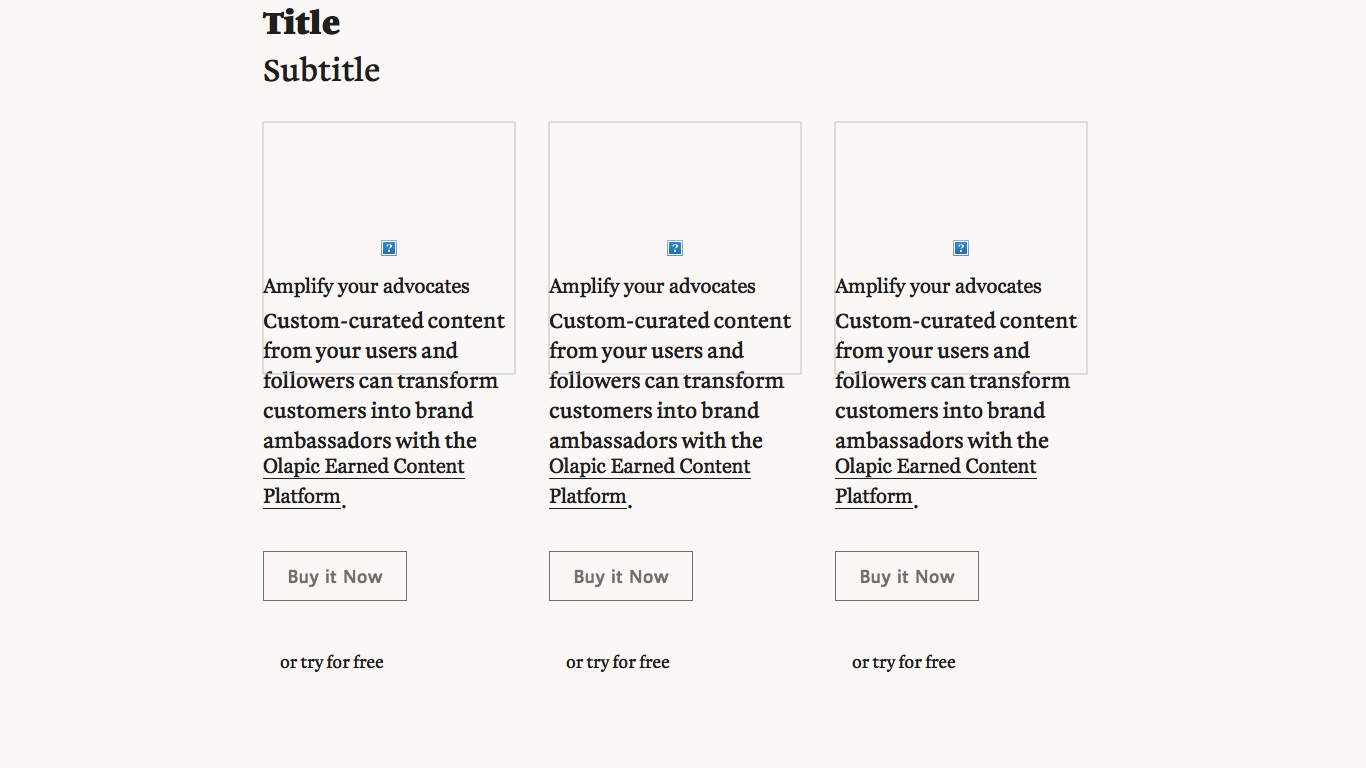 Title
Subtitle
Amplify your advocates
Custom-curated content
from your users and
followers can transform
customers into brand
ambassadors with the
Olapic Earned Content
Platform.
Buy it Now
or try for free
Amplify your advocates
Custom-curated content
from your users and
followers can transform
customers into brand
ambassadors with the
Olapic Earned Content
Platform.
Buy it Now
or try for free
Amplify your advocates
Custom-curated content
from your users and
followers can transform
customers into brand
ambassadors with the
Olapic Earned Content
Platform.
Buy it Now
or try for free